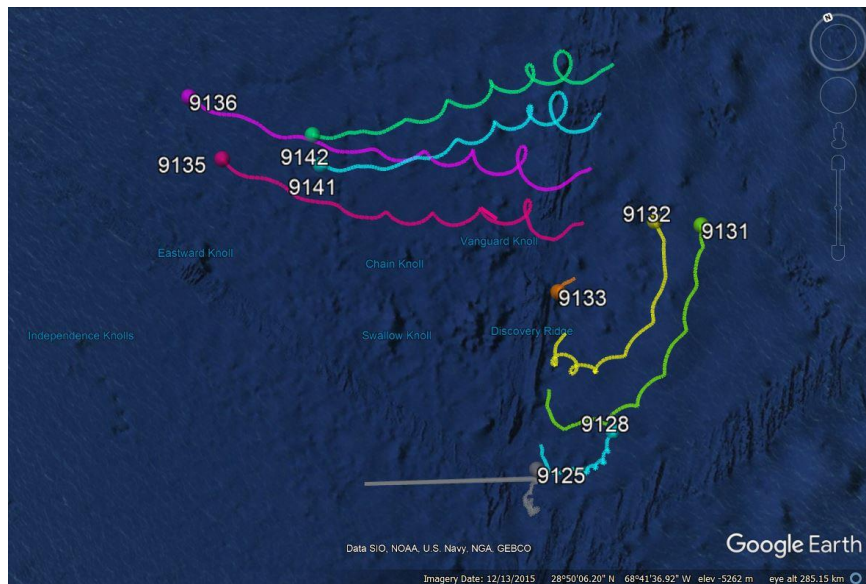 N
9136
9142
9135
9141
9132
9131
Vanguard Knoll
Eastward Knoll
Chain Knoll
9133
Independence Knolls
Swallow Knoll
Discovery Ridge
9128
9125
Data SIO, NOAA, U.S. Navy, NGA, GEBCO
Google Earth
Imagery Date: 12/13/2015 28°50'06.20" N 68°41'36.92" W elev -5262 m eye alt 285.15 km